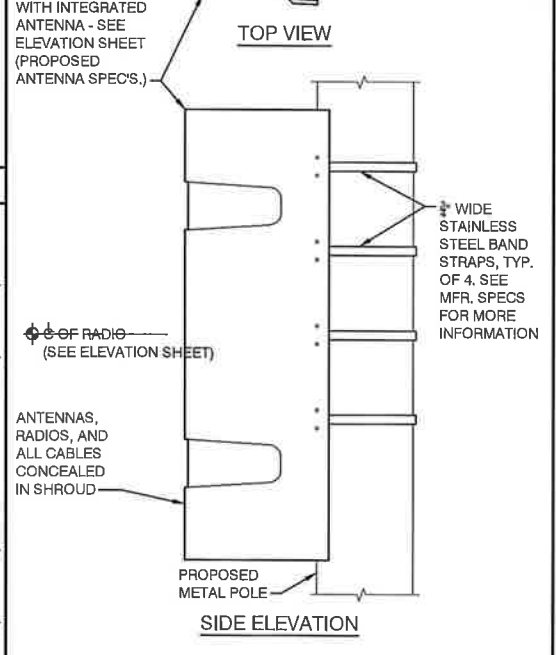 WITH INTEGRATED
ANTENNA - SEE
ELEVATION SHEET
(PROPOSED
ANTENNA SPEC'S.)
TOP VIEW
WIDE
STAINLESS
STEEL BAND
STRAPS, TYP.
OF 4. SEE
MFR. SPECS
FOR MORE
INFORMATION
OF RADIO
(SEE ELEVATION SHEET)
ANTENNAS,
RADIOS, AND
ALL CABLES
CONCEALED
IN SHROUD
PROPOSED
METAL POLE
SIDE ELEVATION